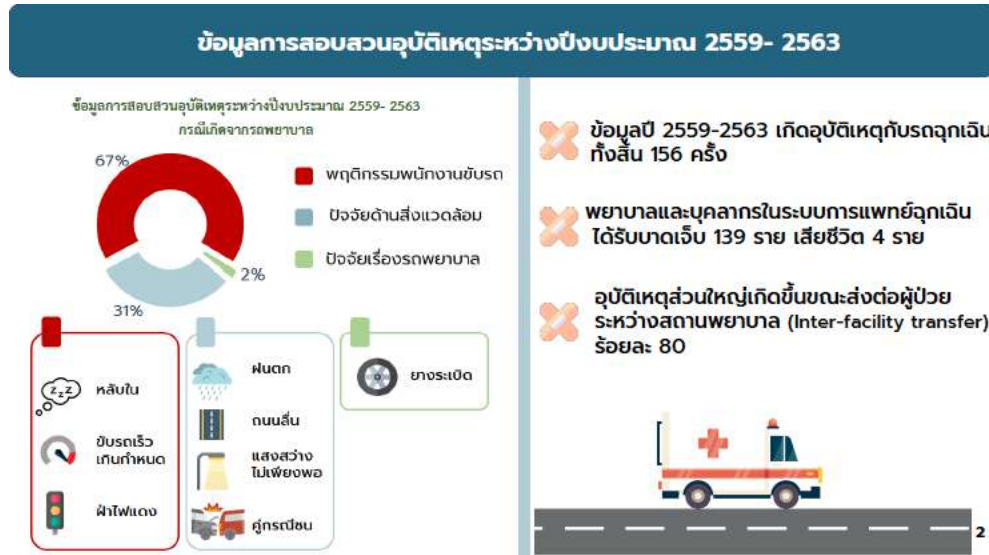 ข้อมูลการสอบสวนอุบัติเหตุระหว่างปีงบประมาณ 2559- 2563
ข้อมูลการสอบสวนอุบัติเหตุระหว่างปีงบประมาณ 2559- 2563
กรณีเกิดจากรถพยาบาล
67%
พฤติกรรมพนักงานขับรถ
ปัจจัยด้านสิ่งแวดล้อม
ปัจจัยเรื่องรถพยาบาล
2%
31%
zzz
หลับใน
ขับรถเร็ว
เกินกำหนด
ฝ่าไฟแดง
ฝนตก
ถนนลื่น
แสงสว่าง
ไม่เพียงพอ
คู่กรณีชน
ยางระเบิด
ข้อมูลปี 2559-2563 เกิดอุบัติเหตุกับรถฉุกเฉิน
ทั้งสิ้น 156 ครั้ง
พยาบาลและบุคลากรในระบบการแพทย์ฉุกเฉิน
ได้รับบาดเจ็บ 139 ราย เสียชีวิต 4 ราย
อุบัติเหตุส่วนใหญ่เกิดขึ้นขณะส่งต่อผู้ป่วย
ระหว่างสถานพยาบาล (Inter-facility transfer)
ร้อยละ 80
2